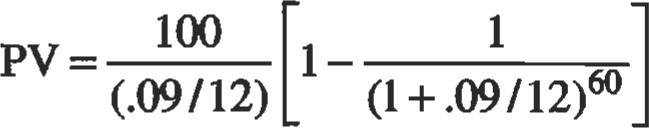 PV = 100/(.09/12) [1 − 1/(1 + .09/12)^60]